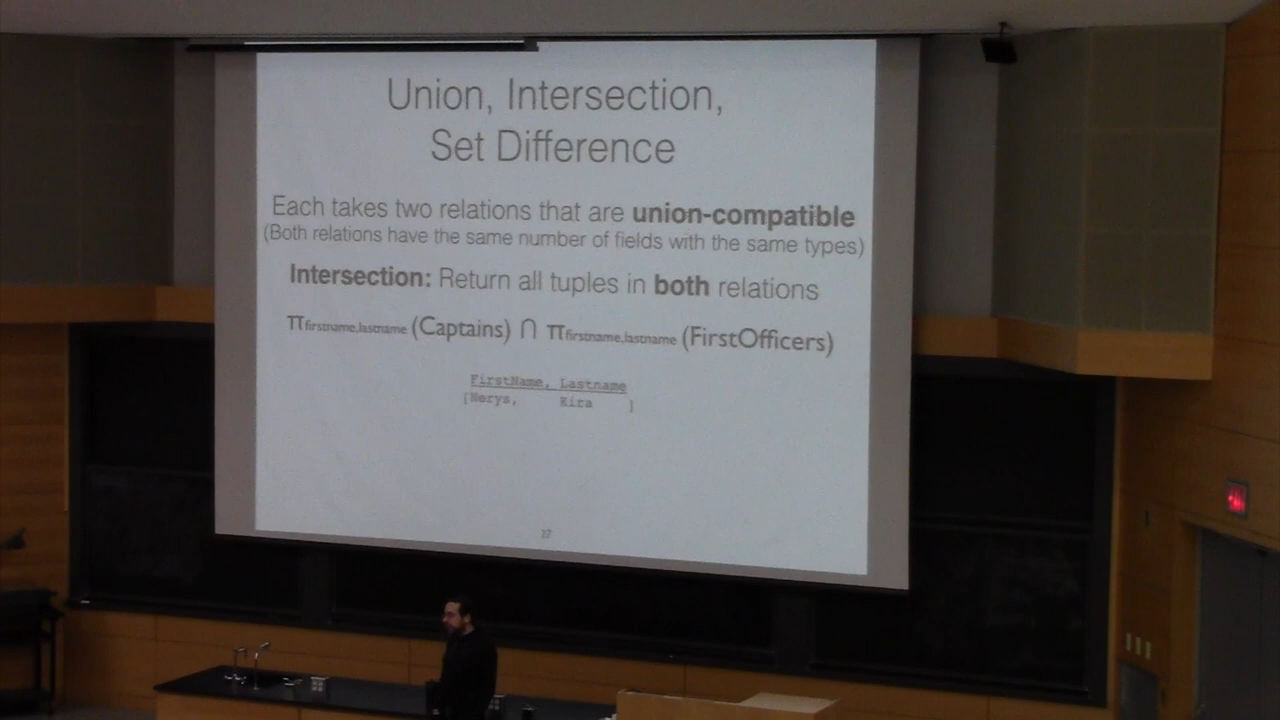 Union, Intersection,
Set Difference
Each takes two relations that are union-compatible
(Both relations have the same number of fields with the same types)
Intersection: Return all tuples in both relations
πfirstname,lastname (Captains) ∩ πfirstname,lastname (FirstOfficers)
FirstName, Lastname
[Nerys, Kira ]
17